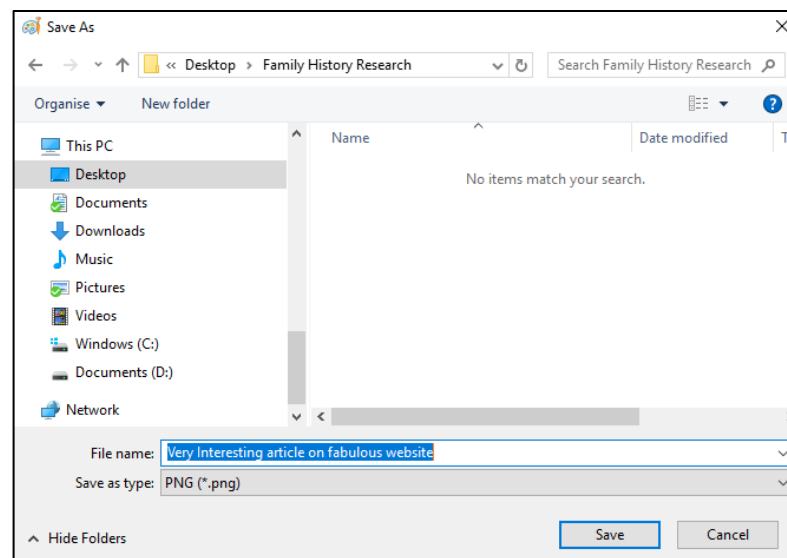 Save As
« Desktop › Family History Research
Search Family History Research
Organise
New folder
This PC
Desktop
Documents
Downloads
Music
Pictures
Videos
Windows (C:)
Documents (D:)
Network
Name
Date modified
T
No items match your search.
File name: Very Interesting article on fabulous website
Save as type: PNG (*.png)
Hide Folders
Save
Cancel